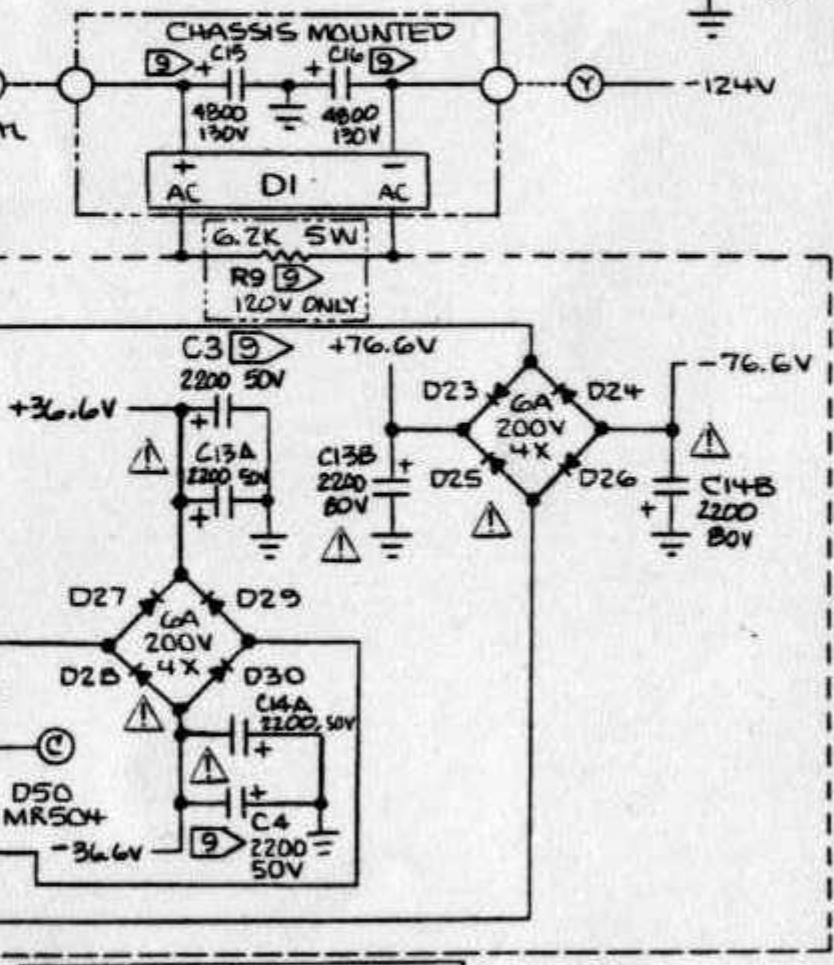 CHASSIS MOUNTED
9 + C15 + C16 9
4800 130V
4800 130V
Y -124V
+ -
AC D1 AC
6.2K 5W
R9 9
120V ONLY
C3 9
2200 50V
+76.6V
-76.6V
+36.6V
+
D23 D24
6A
200V
4X
D25 D26
C13A
2200 50V
+
C13B
2200
80V
+
C14B
2200
80V
+
D27 D29
6A
200V
4X
D28 D30
C14A
2200, 50V
+
C
D50
MR504
+
C4
9 2200
50V
-36.6V